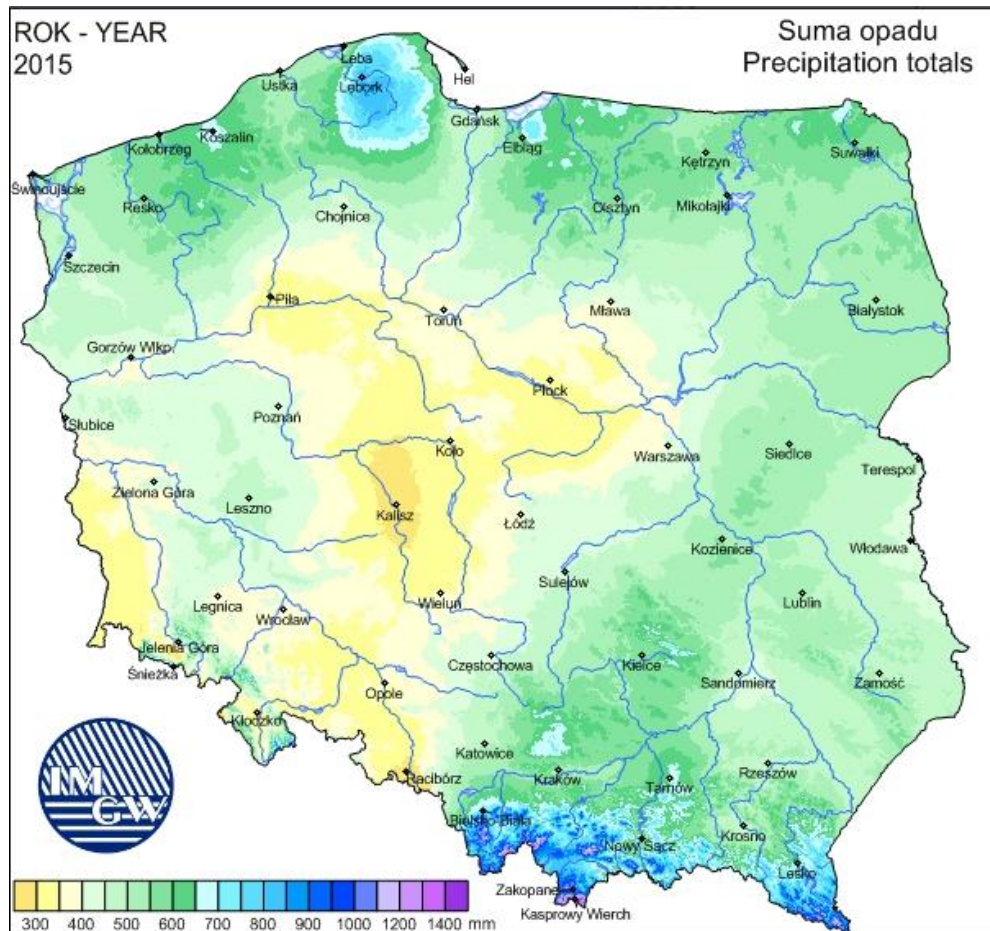 ROK - YEAR
2015
Suma opadu
Precipitation totals
Łeba
Hel
Ustka
Lębork
Gdańsk
Koszalin
Elbląg
Kołobrzeg
Suwałki
Kętrzyn
Świnoujście
Resko
Chojnice
Olsztyn
Mikołajki
Szczecin
Piła
Toruń
Mława
Białystok
Gorzów Wlkp.
Płock
Słubice
Poznań
Koło
Warszawa
Siedlce
Terespol
Zielona Góra
Leszno
Kalisz
Łódź
Kozienice
Włodawa
Sulejów
Legnica
Wrocław
Wieluń
Lublin
Jelenia Góra
Śnieżka
Częstochowa
Kielce
Sandomierz
Zamość
Opole
Kłodzko
Katowice
Racibórz
Kraków
Tarnów
Rzeszów
Bielsko-Biała
Nowy Sącz
Krosno
Lesko
Zakopane
Kasprowy Wierch
IM
GW
300 400 500 600 700 800 900 1000 1200 1400 mm